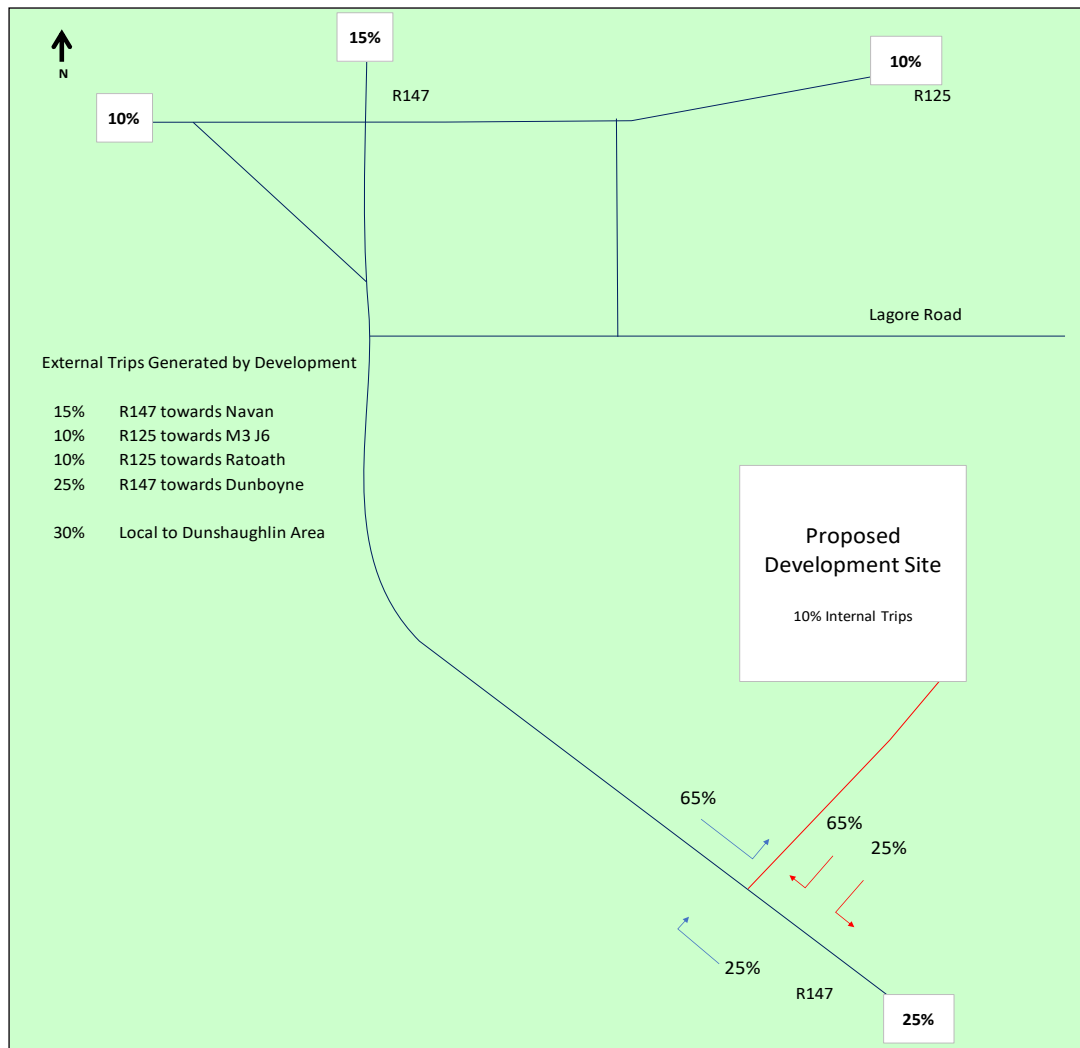 15%
10%
N
R147
R125
10%
Lagore Road
External Trips Generated by Development
15% R147 towards Navan
10% R125 towards M3 J6
10% R125 towards Ratoath
25% R147 towards Dunboyne
30% Local to Dunshaughlin Area
Proposed
Development Site
10% Internal Trips
65%
65%
25%
25%
R147
25%